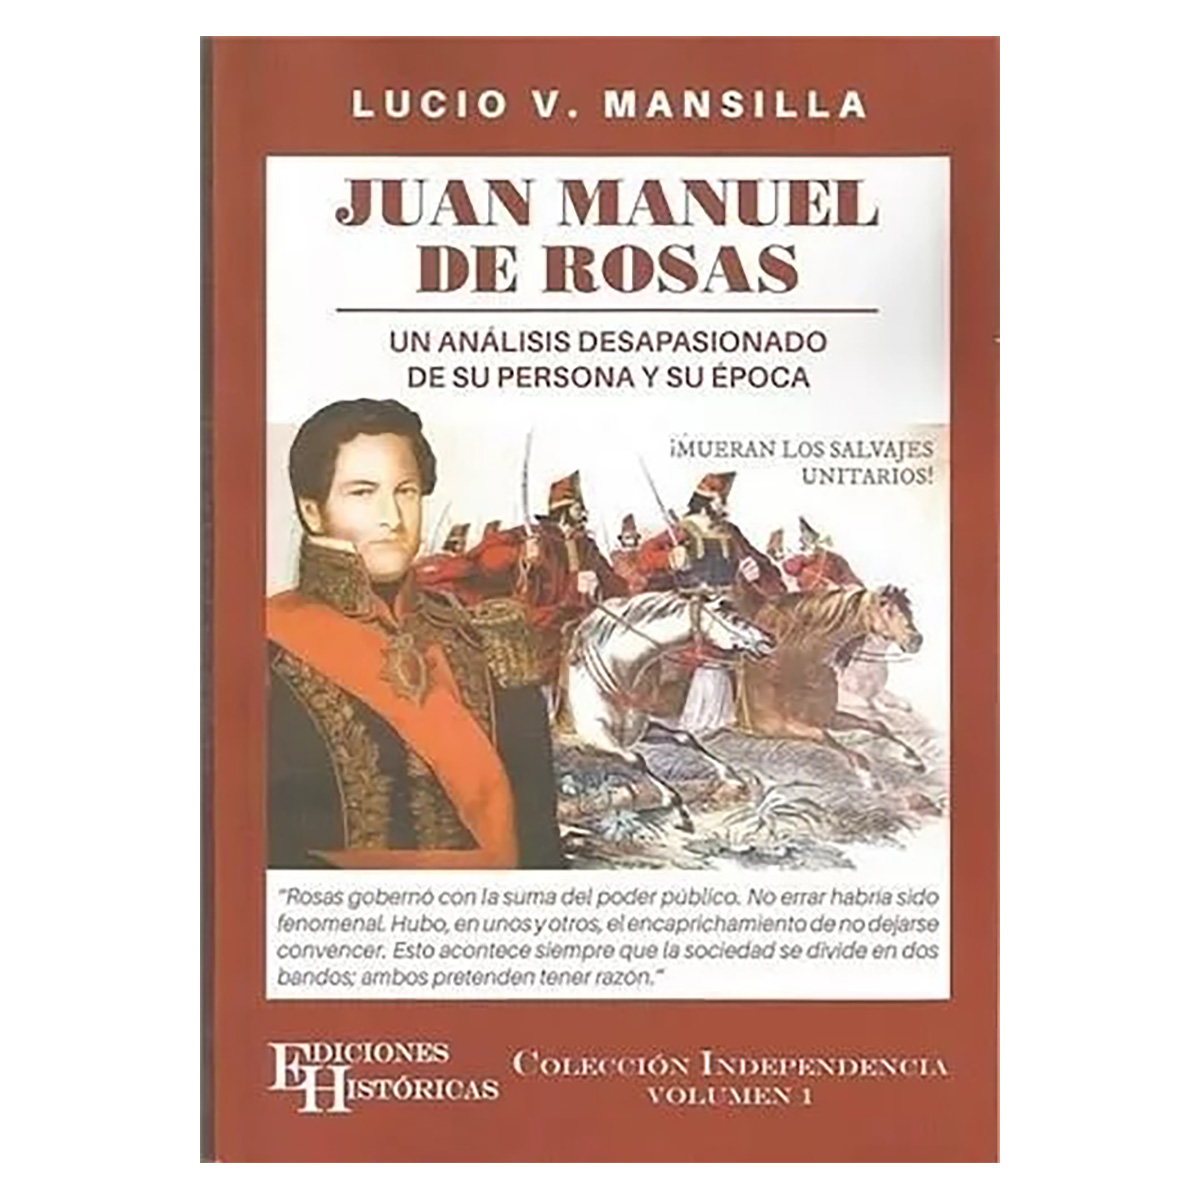 LUCIO V. MANSILLA
JUAN MANUEL
DE ROSAS
UN ANÁLISIS DESAPASIONADO
DE SU PERSONA Y SU ÉPOCA
¡MUERAN LOS SALVAJES
UNITARIOS!
"Rosas gobernó con la suma del poder público. No errar habría sido
fenomenal. Hubo, en unos y otros, el encaprichamiento de no dejarse
convencer. Esto acontece siempre que la sociedad se divide en dos
bandos; ambos pretenden tener razón."
EDICIONES
HISTÓRICAS
COLECCIÓN INDEPENDENCIA
VOLUMEN 1